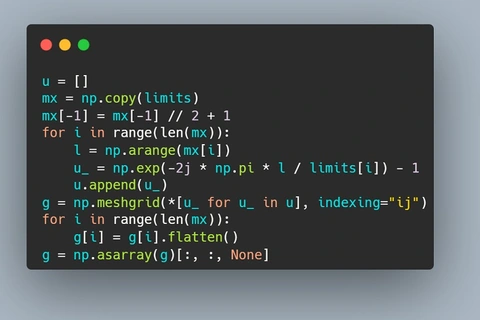 u = []
mx = np.copy(limits)
mx[-1] = mx[-1] // 2 + 1
for i in range(len(mx)):
    l = np.arange(mx[i])
    u_ = np.exp(-2j * np.pi * l / limits[i]) - 1
    u.append(u_)
g = np.meshgrid(*[u_ for u_ in u], indexing="ij")
for i in range(len(mx)):
    g[i] = g[i].flatten()
g = np.asarray(g)[:, :, None]